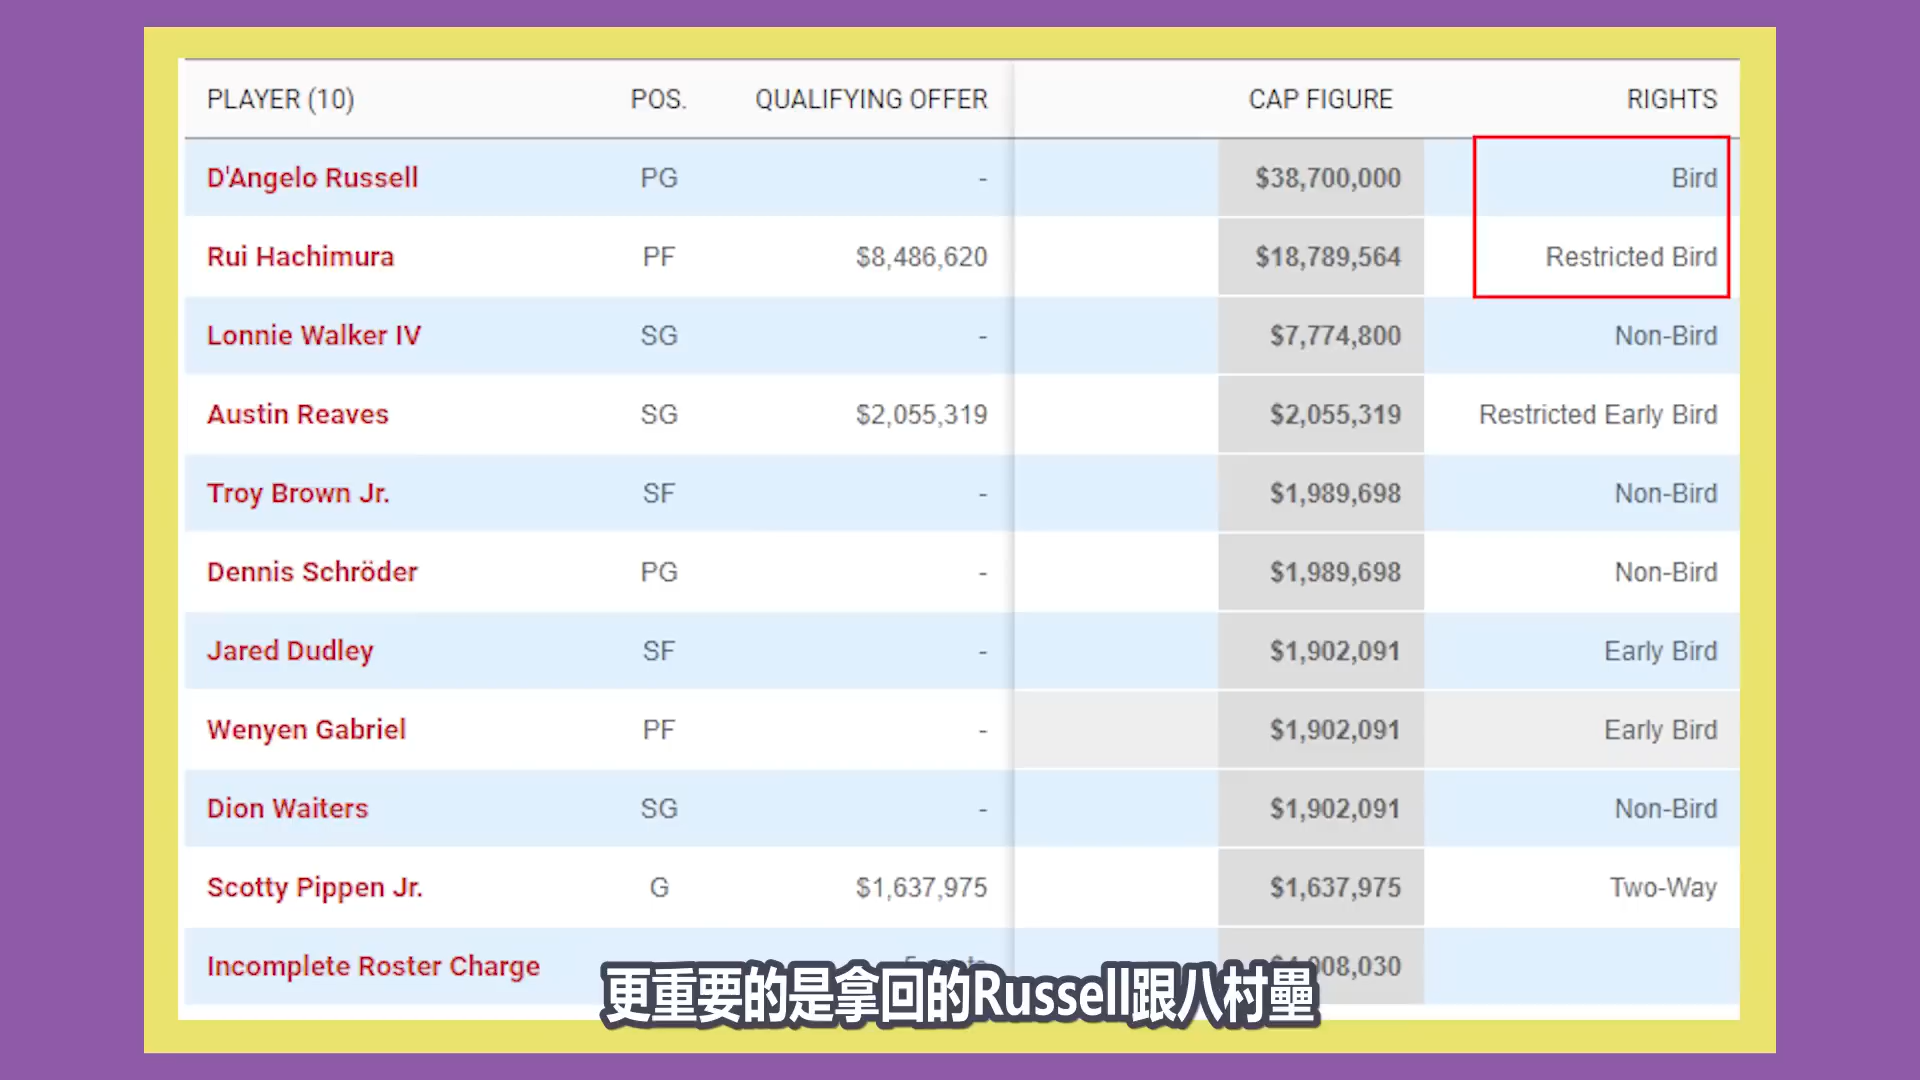 PLAYER (10) POS. QUALIFYING OFFER CAP FIGURE RIGHTS
D'Angelo Russell PG - $38,700,000 Bird
Rui Hachimura PF $8,486,620 $18,789,564 Restricted Bird
Lonnie Walker IV SG - $7,774,800 Non-Bird
Austin Reaves SG $2,055,319 $2,055,319 Restricted Early Bird
Troy Brown Jr. SF - $1,989,698 Non-Bird
Dennis Schröder PG - $1,989,698 Non-Bird
Jared Dudley SF - $1,902,091 Early Bird
Wenyen Gabriel PF - $1,902,091 Early Bird
Dion Waiters SG - $1,902,091 Non-Bird
Scotty Pippen Jr. G $1,637,975 $1,637,975 Two-Way
Incomplete Roster Charge
更重要的是拿回的Russell跟八村壘